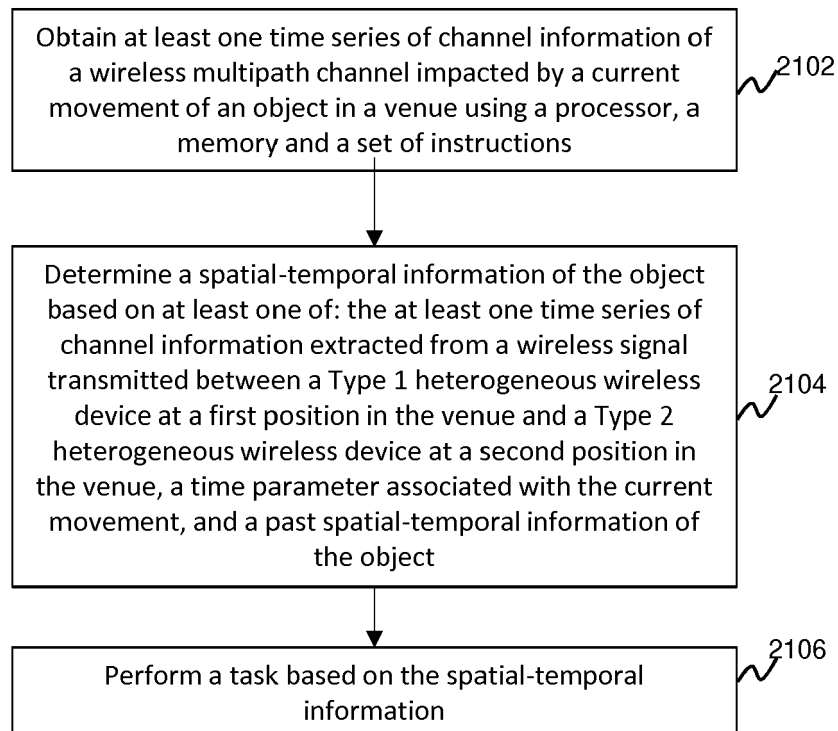 Obtain at least one time series of channel information of
a wireless multipath channel impacted by a current
movement of an object in a venue using a processor, a
memory and a set of instructions
2102
Determine a spatial-temporal information of the object
based on at least one of: the at least one time series of
channel information extracted from a wireless signal
transmitted between a Type 1 heterogeneous wireless
device at a first position in the venue and a Type 2
heterogeneous wireless device at a second position in
the venue, a time parameter associated with the current
movement, and a past spatial-temporal information of
the object
2104
Perform a task based on the spatial-temporal
information
2106